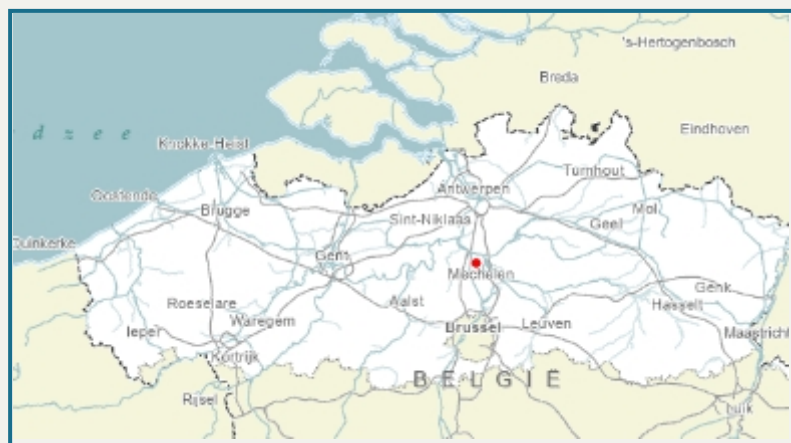 's-Hertogenbosch
Breda
d z e e
Eindhoven
Knokke-Heist
Turnhout
Oostende
Antwerpen
Mol
Brugge
Sint-Niklaas
Geel
Duinkerke
Gent
Mechelen
Genk
Roeselare
Aalst
Hasselt
Ieper
Waregem
Brussel
Leuven
Maastricht
Kortrijk
BELGIË
Rijsel
Luik